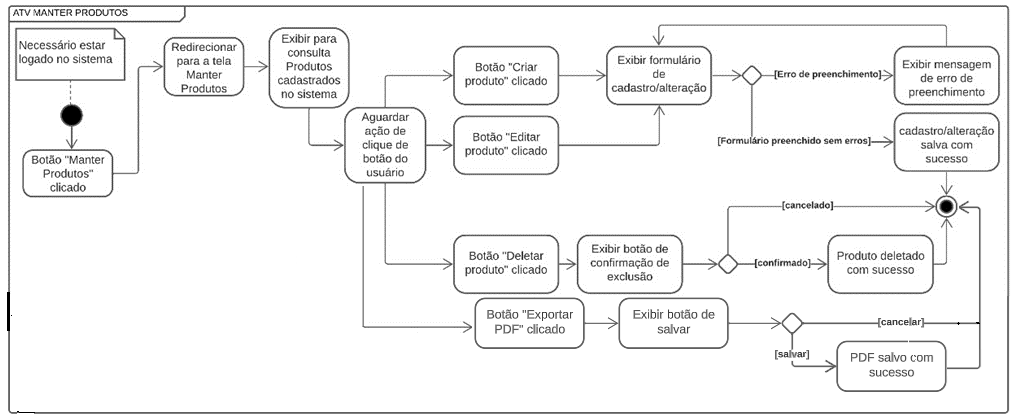 ATV MANTER PRODUTOS
Necessário estar
logado no sistema
Botão "Manter
Produtos"
clicado
Redirecionar
para a tela
Manter
Produtos
Exibir para
consulta
Produtos
cadastrados
no sistema
Aguardar
ação de
clique de
botão do
usuário
Botão "Criar
produto" clicado
Exibir formulário
de
cadastro/alteração
[Erro de preenchimento]
Exibir mensagem
de erro de
preenchimento
Botão "Editar
produto" clicado
[Formulário preenchido sem erros]
cadastro/alteração
salva com
sucesso
Botão "Deletar
produto" clicado
Exibir botão de
confirmação de
exclusão
[cancelado]
[confirmado]
Produto deletado
com sucesso
Botão "Exportar
PDF" clicado
Exibir botão de
salvar
[cancelar]
[salvar]
PDF salvo com
sucesso